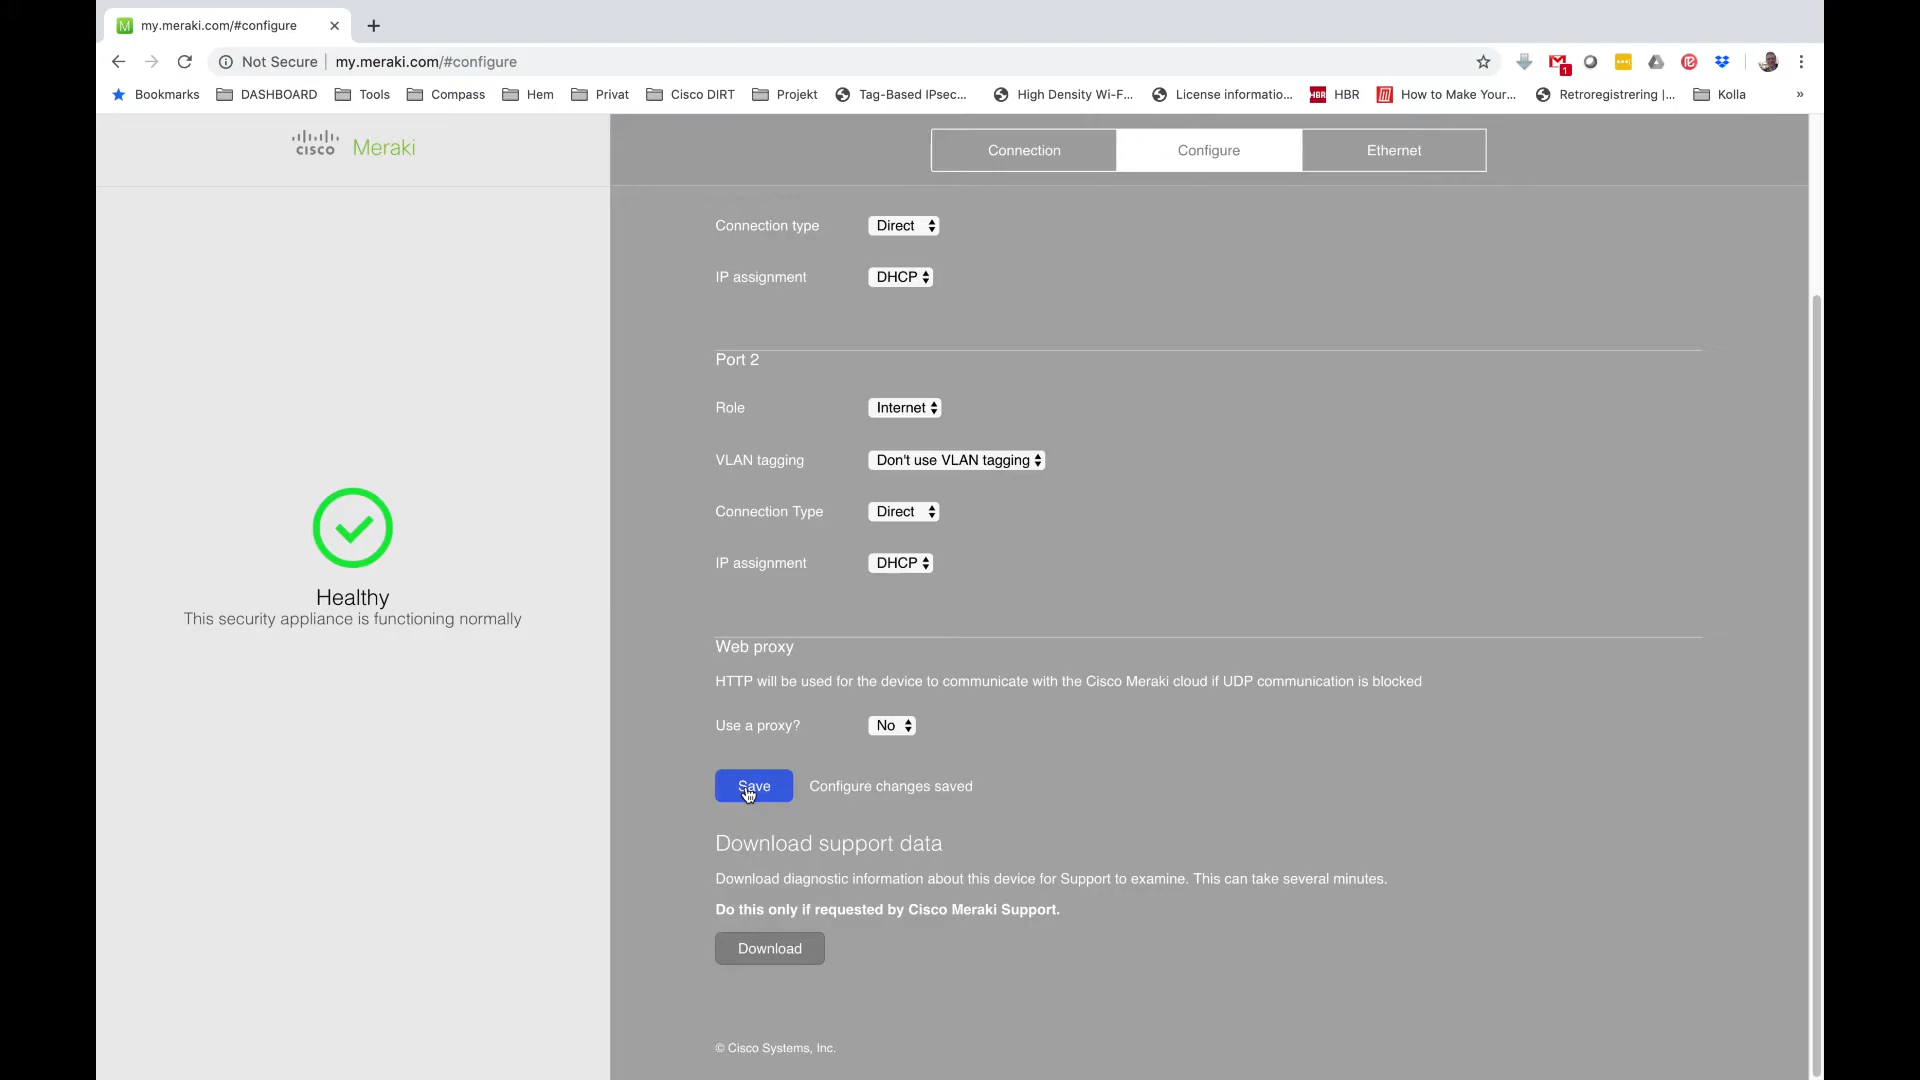 my.meraki.com/#configure
Not Secure | my.meraki.com/#configure
1
Bookmarks DASHBOARD Tools Compass Hem Privat Cisco DIRT Projekt Tag-Based IPsec... High Density Wi-F... License informatio... HBR HBR How to Make Your... Retroregistrering |... Kolla »
CISCO Meraki
Connection Configure Ethernet
Connection type Direct
IP assignment DHCP
Port 2
Role Internet
VLAN tagging Don't use VLAN tagging
Connection Type Direct
IP assignment DHCP
Healthy
This security appliance is functioning normally
Web proxy
HTTP will be used for the device to communicate with the Cisco Meraki cloud if UDP communication is blocked
Use a proxy? No
Save Configure changes saved
Download support data
Download diagnostic information about this device for Support to examine. This can take several minutes.
Do this only if requested by Cisco Meraki Support.
Download
© Cisco Systems, Inc.